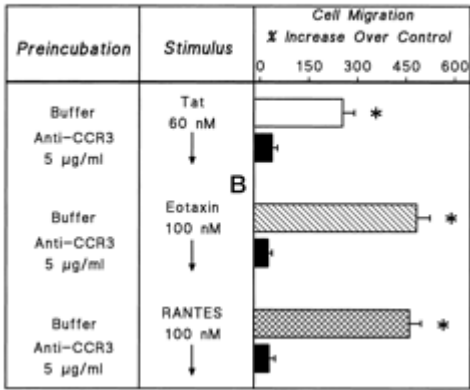 Cell Migration
% Increase Over Control
Preincubation Stimulus
0 150 300 450 600
Buffer Tat
60 nM *
Anti-CCR3
5 µg/ml
B
Buffer Eotaxin
100 nM *
Anti-CCR3
5 µg/ml
Buffer RANTES
100 nM *
Anti-CCR3
5 µg/ml